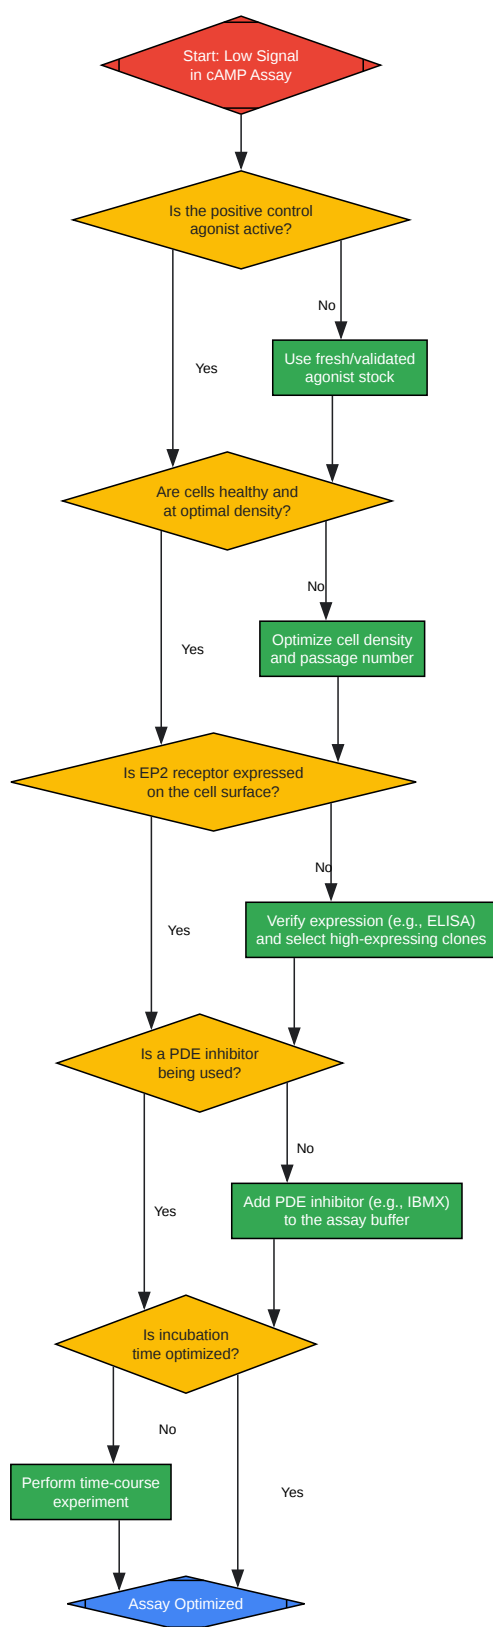 Start: Low Signal
in cAMP Assay
Is the positive control
agonist active?
No
Use fresh/validated
agonist stock
Yes
Are cells healthy and
at optimal density?
No
Optimize cell density
and passage number
Yes
Is EP2 receptor expressed
on the cell surface?
No
Verify expression (e.g., ELISA)
and select high-expressing clones
Yes
Is a PDE inhibitor
being used?
No
Add PDE inhibitor (e.g., IBMX)
to the assay buffer
Yes
Is incubation
time optimized?
No
Perform time-course
experiment
Yes
Assay Optimized